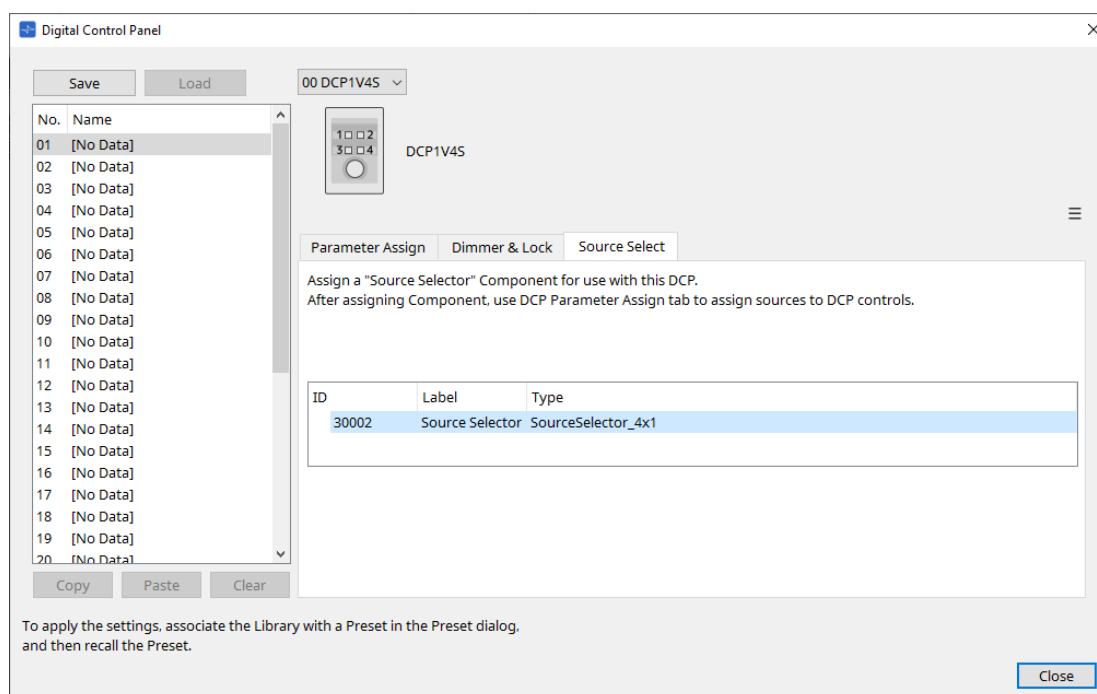 Digital Control Panel
Save
Load
No. Name
01 [No Data]
02 [No Data]
03 [No Data]
04 [No Data]
05 [No Data]
06 [No Data]
07 [No Data]
08 [No Data]
09 [No Data]
10 [No Data]
11 [No Data]
12 [No Data]
13 [No Data]
14 [No Data]
15 [No Data]
16 [No Data]
17 [No Data]
18 [No Data]
19 [No Data]
20 [No Data]
Copy
Paste
Clear
00 DCP1V4S
1 2
3 4
DCP1V4S
Parameter Assign
Dimmer & Lock
Source Select
Assign a "Source Selector" Component for use with this DCP.
After assigning Component, use DCP Parameter Assign tab to assign sources to DCP controls.
ID Label Type
30002 Source Selector SourceSelector_4x1
To apply the settings, associate the Library with a Preset in the Preset dialog,
and then recall the Preset.
Close